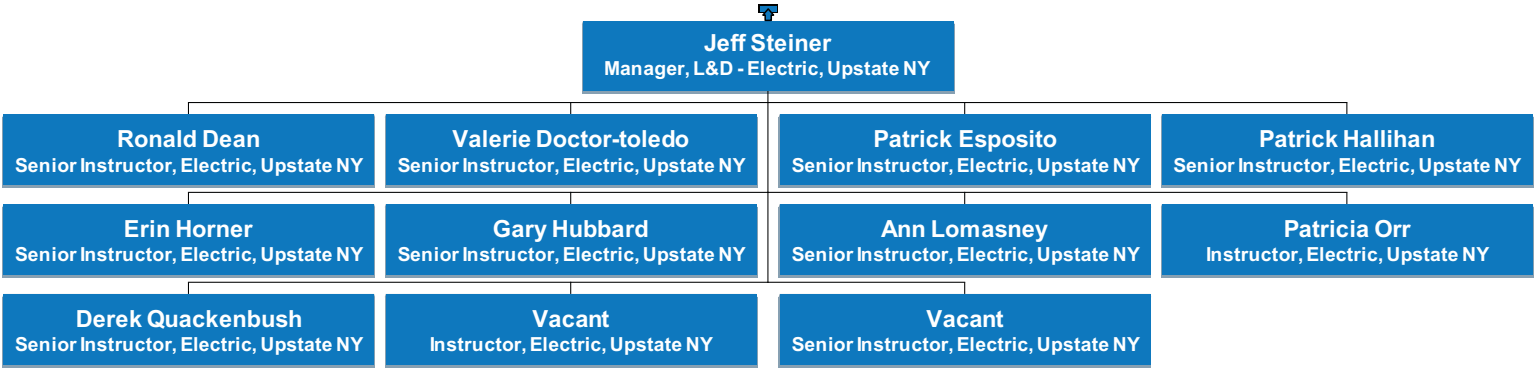 Jeff Steiner
Manager, L&D - Electric, Upstate NY
Ronald Dean
Senior Instructor, Electric, Upstate NY
Valerie Doctor-toledo
Senior Instructor, Electric, Upstate NY
Patrick Esposito
Senior Instructor, Electric, Upstate NY
Patrick Hallihan
Senior Instructor, Electric, Upstate NY
Erin Horner
Senior Instructor, Electric, Upstate NY
Gary Hubbard
Senior Instructor, Electric, Upstate NY
Ann Lomasney
Senior Instructor, Electric, Upstate NY
Patricia Orr
Instructor, Electric, Upstate NY
Derek Quackenbush
Senior Instructor, Electric, Upstate NY
Vacant
Instructor, Electric, Upstate NY
Vacant
Senior Instructor, Electric, Upstate NY